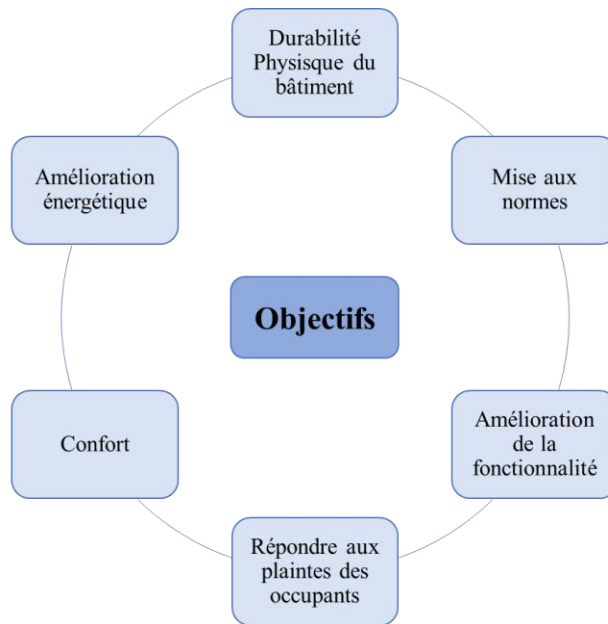 Durabilité
Physisque du
bâtiment
Amélioration
énergétique
Mise aux
normes
Objectifs
Confort
Amélioration
de la
fonctionnalité
Répondre aux
plaintes des
occupants